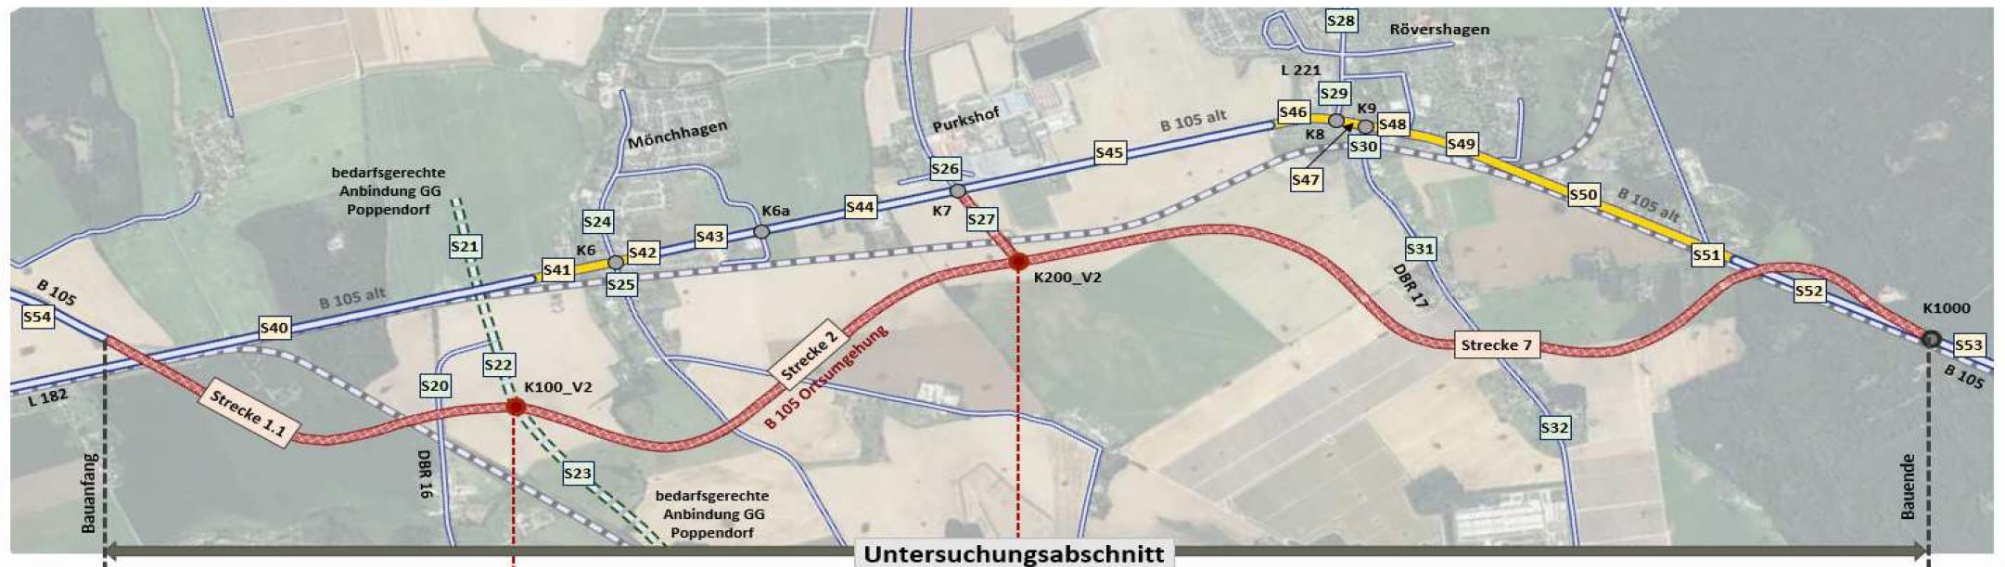 S28
Rövershagen
L 221
S29
K9
S46
K8
S48
S30
S49
S47
Mönchhagen
Purkshof
B 105 alt
S45
S26
K7
S27
S44
K6a
S43
S42
K6
S24
S41
S25
bedarfsgerechte
Anbindung GG
Poppendorf
S21
B 105 alt
S40
B 105
S54
L 182
S50
B 105 alt
S51
S52
S31
DBR 17
K200_V2
K1000
S53
B 105
Strecke 1.1
S20
S22
K100_V2
Strecke 2
B 105 Ortsumgehung
Strecke 7
S32
DBR 16
S23
bedarfsgerechte
Anbindung GG
Poppendorf
Bauanfang
Bauende
Untersuchungsabschnitt